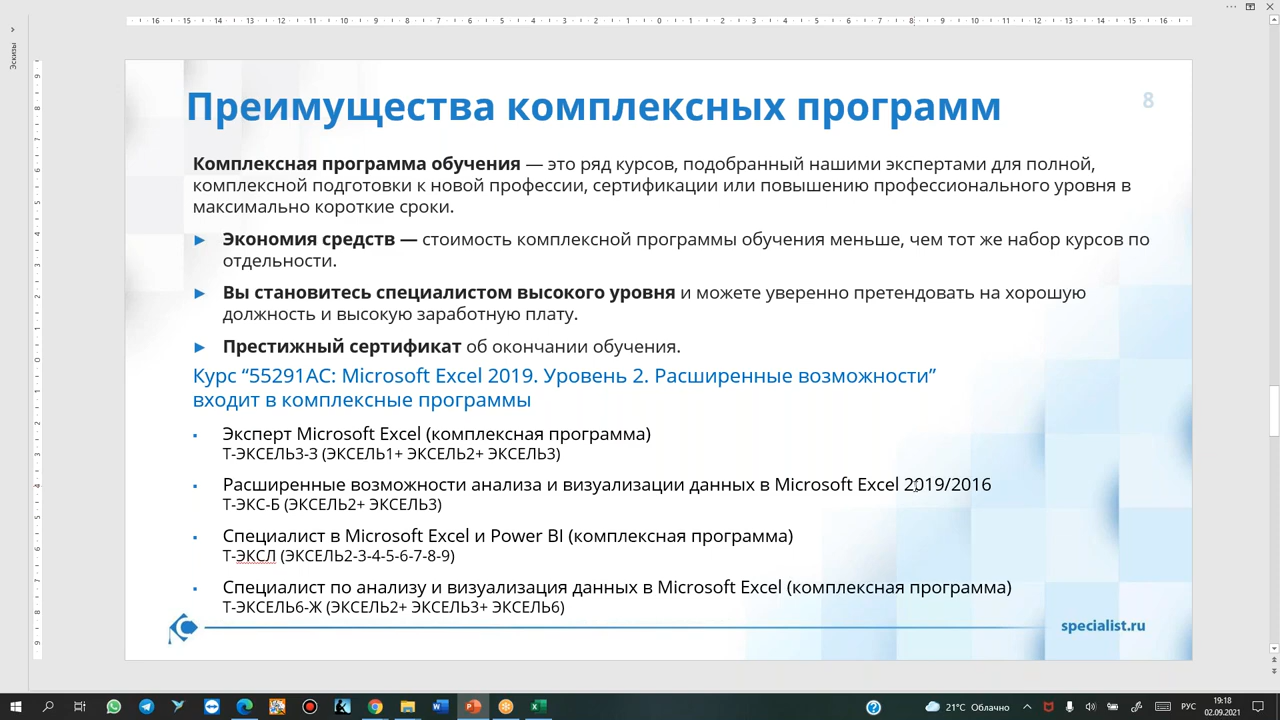 Эскизы
Преимущества комплексных программ
8
Комплексная программа обучения — это ряд курсов, подобранный нашими экспертами для полной,
комплексной подготовки к новой профессии, сертификации или повышению профессионального уровня в
максимально короткие сроки.
► Экономия средств — стоимость комплексной программы обучения меньше, чем тот же набор курсов по
отдельности.
► Вы становитесь специалистом высокого уровня и можете уверенно претендовать на хорошую
должность и высокую заработную плату.
► Престижный сертификат об окончании обучения.
Курс “55291AC: Microsoft Excel 2019. Уровень 2. Расширенные возможности”
входит в комплексные программы
▪ Эксперт Microsoft Excel (комплексная программа)
Т-ЭКСЕЛЬ3-З (ЭКСЕЛЬ1+ ЭКСЕЛЬ2+ ЭКСЕЛЬ3)
▪ Расширенные возможности анализа и визуализации данных в Microsoft Excel 2019/2016
Т-ЭКС-Б (ЭКСЕЛЬ2+ ЭКСЕЛЬ3)
▪ Специалист в Microsoft Excel и Power BI (комплексная программа)
Т-ЭКСЛ (ЭКСЕЛЬ2-3-4-5-6-7-8-9)
▪ Специалист по анализу и визуализация данных в Microsoft Excel (комплексная программа)
Т-ЭКСЕЛЬ6-Ж (ЭКСЕЛЬ2+ ЭКСЕЛЬ3+ ЭКСЕЛЬ6)
specialist.ru
21°C Облачно
РУС
19:18
02.09.2021